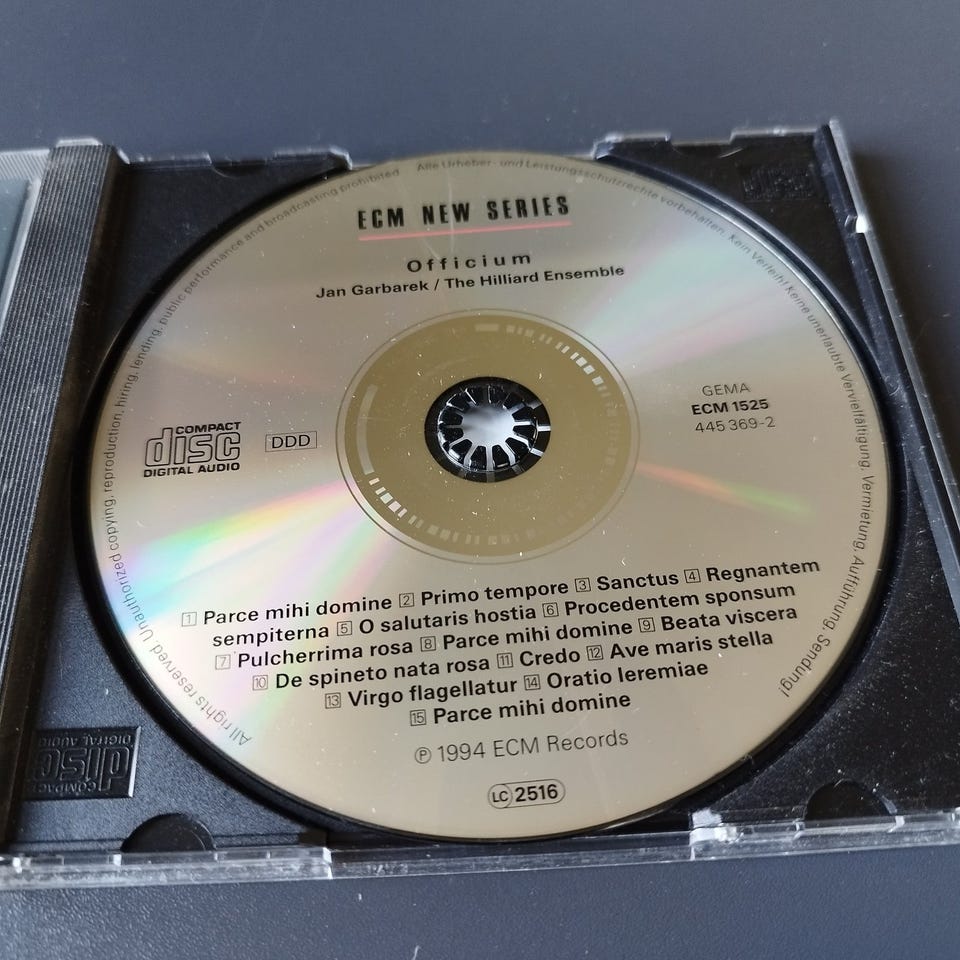 ECM NEW SERIES
Officium
Jan Garbarek / The Hilliard Ensemble
COMPACT
disc
DIGITAL AUDIO
DDD
GEMA
ECM 1525
445 369-2
1 Parce mihi domine 2 Primo tempore 3 Sanctus 4 Regnantem
sempiterna 5 O salutaris hostia 6 Procedentem sponsum
7 Pulcherrima rosa 8 Parce mihi domine 9 Beata viscera
10 De spineto nata rosa 11 Credo 12 Ave maris stella
13 Virgo flagellatur 14 Oratio Ieremiae
15 Parce mihi domine
℗ 1994 ECM Records
LC 2516
All rights reserved. Unauthorized copying, reproduction, hiring, lending, public performance and broadcasting prohibited
Alle Urheber- und Leistungsschutzrechte vorbehalten. Kein Verleih! Keine unerlaubte Vervielfältigung, Vermietung, Aufführung, Sendung!
COMPACT
disc
DIGITAL AUDIO